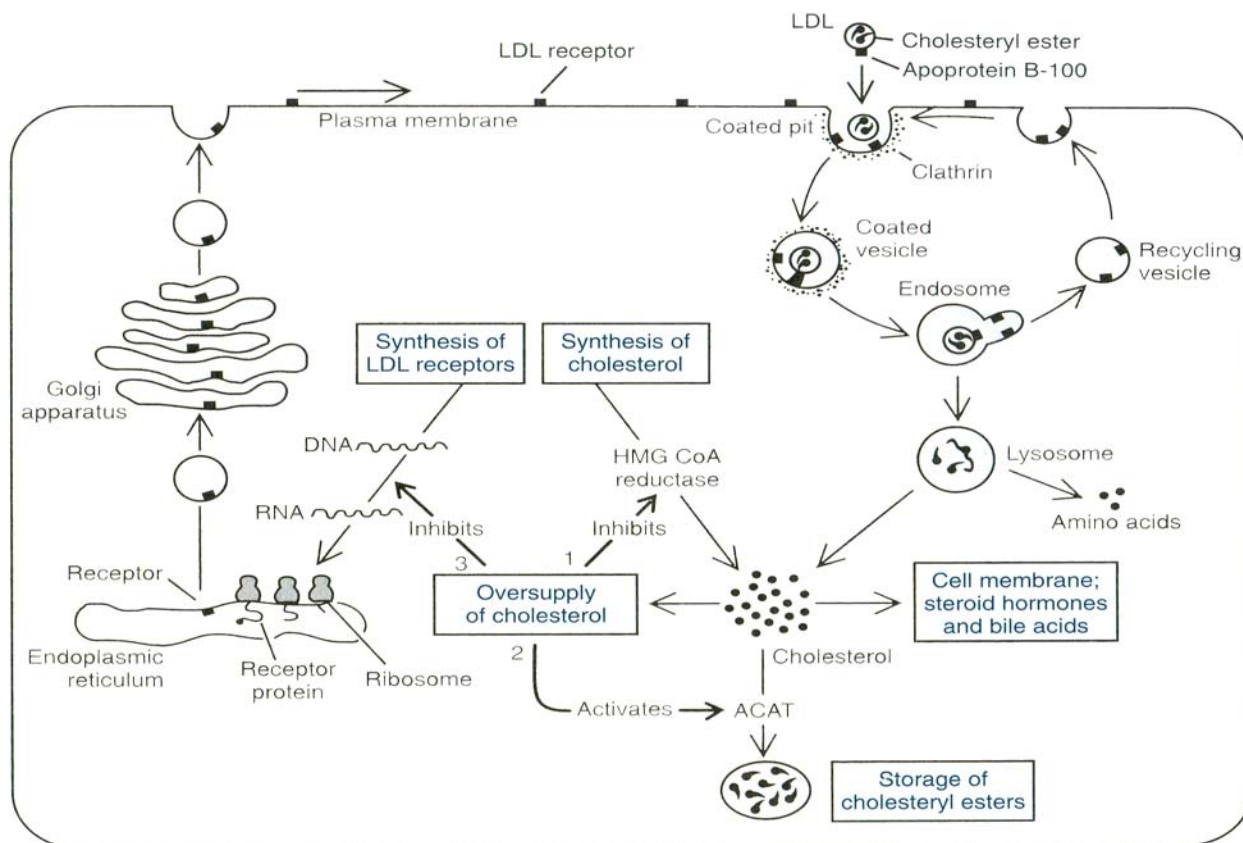 LDL
Cholesteryl ester
Apoprotein B-100
LDL receptor
Plasma membrane
Coated pit
Clathrin
Coated
vesicle
Recycling
vesicle
Endosome
Synthesis of
LDL receptors
Synthesis of
cholesterol
Golgi
apparatus
DNA
HMG CoA
reductase
Lysosome
RNA
Inhibits
Inhibits
Amino acids
3
1
Receptor
Oversupply
of cholesterol
Cell membrane;
steroid hormones
and bile acids
2
Cholesterol
Endoplasmic
reticulum
Receptor
protein
Ribosome
Activates
ACAT
Storage of
cholesteryl esters